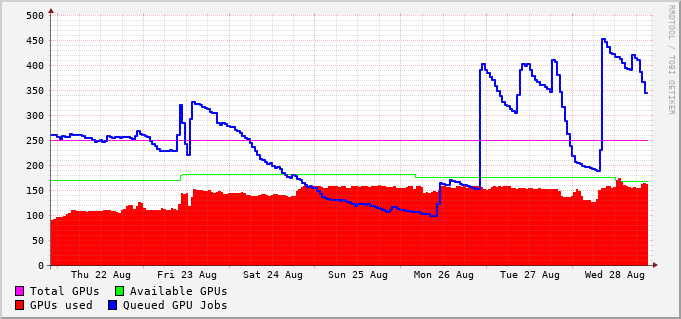 500
450
400
350
300
250
200
150
100
50
0
Thu 22 Aug Fri 23 Aug Sat 24 Aug Sun 25 Aug Mon 26 Aug Tue 27 Aug Wed 28 Aug
Total GPUs Available GPUs
GPUs used Queued GPU Jobs
RRDTOOL / TOBI OETIKER